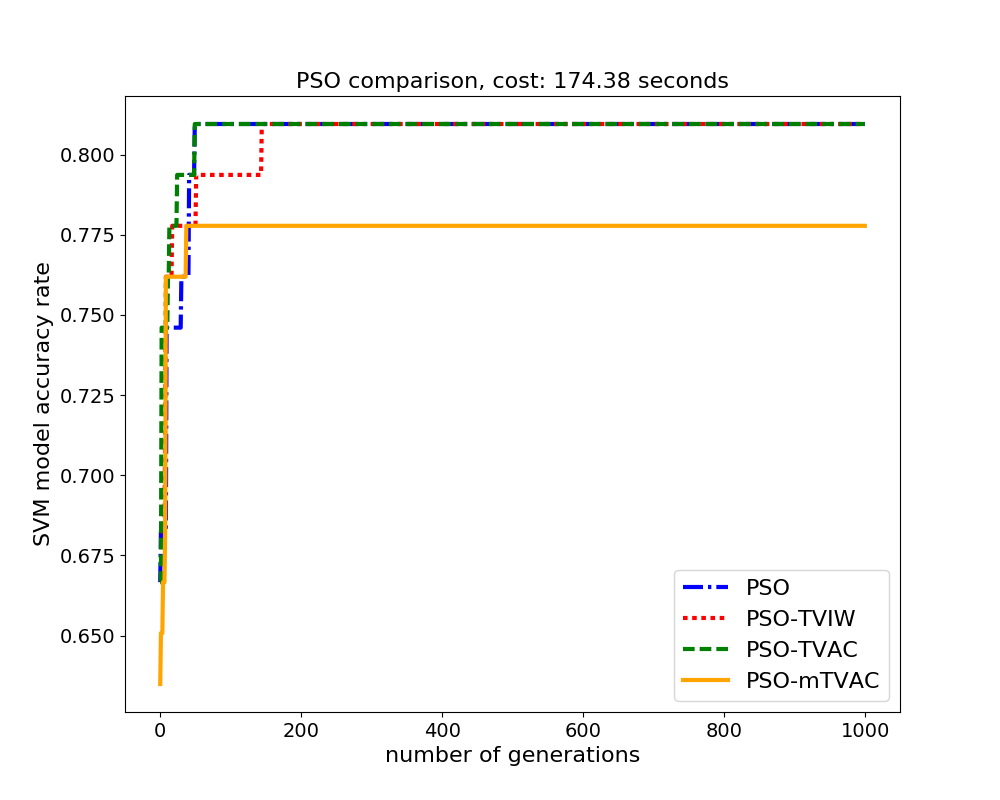 PSO comparison, cost: 174.38 seconds
SVM model accuracy rate
0.800
0.775
0.750
0.725
0.700
0.675
0.650
PSO
PSO-TVIW
PSO-TVAC
PSO-mTVAC
0 200 400 600 800 1000
number of generations